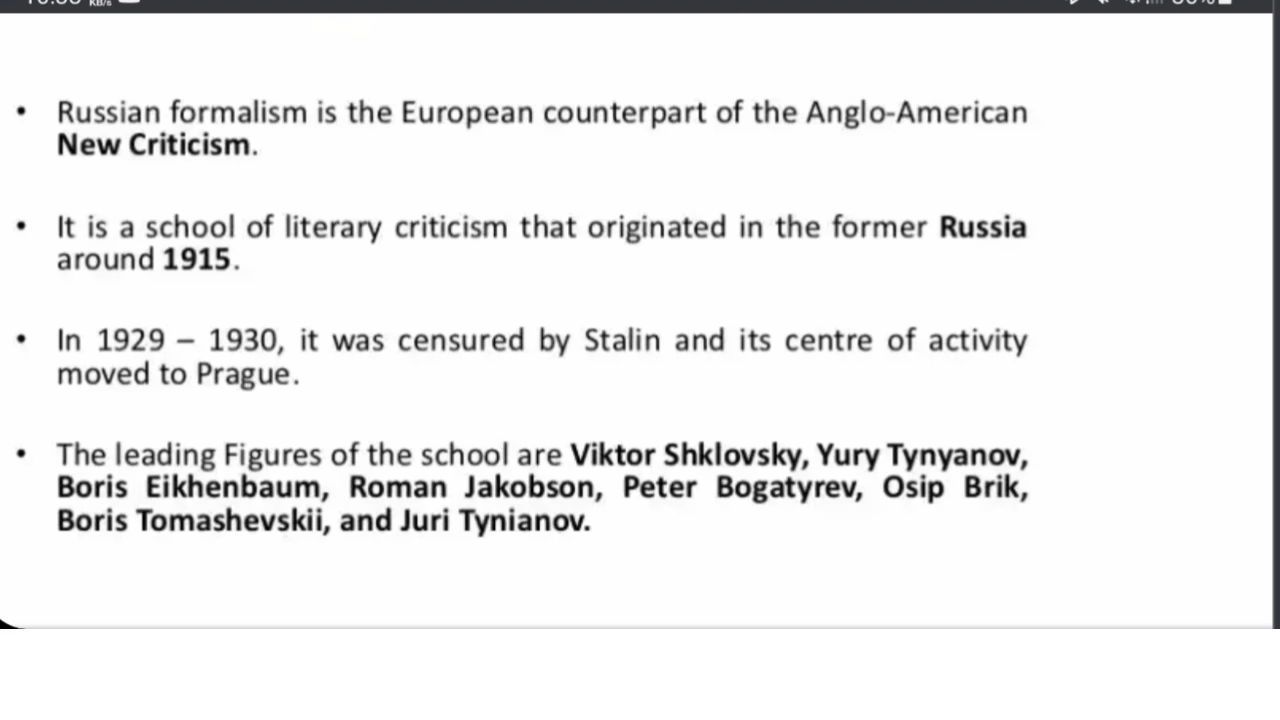 KB/s
• Russian formalism is the European counterpart of the Anglo-American
New Criticism.
• It is a school of literary criticism that originated in the former Russia
around 1915.
• In 1929 – 1930, it was censured by Stalin and its centre of activity
moved to Prague.
• The leading Figures of the school are Viktor Shklovsky, Yury Tynyanov,
Boris Eikhenbaum, Roman Jakobson, Peter Bogatyrev, Osip Brik,
Boris Tomashevskii, and Juri Tynianov.